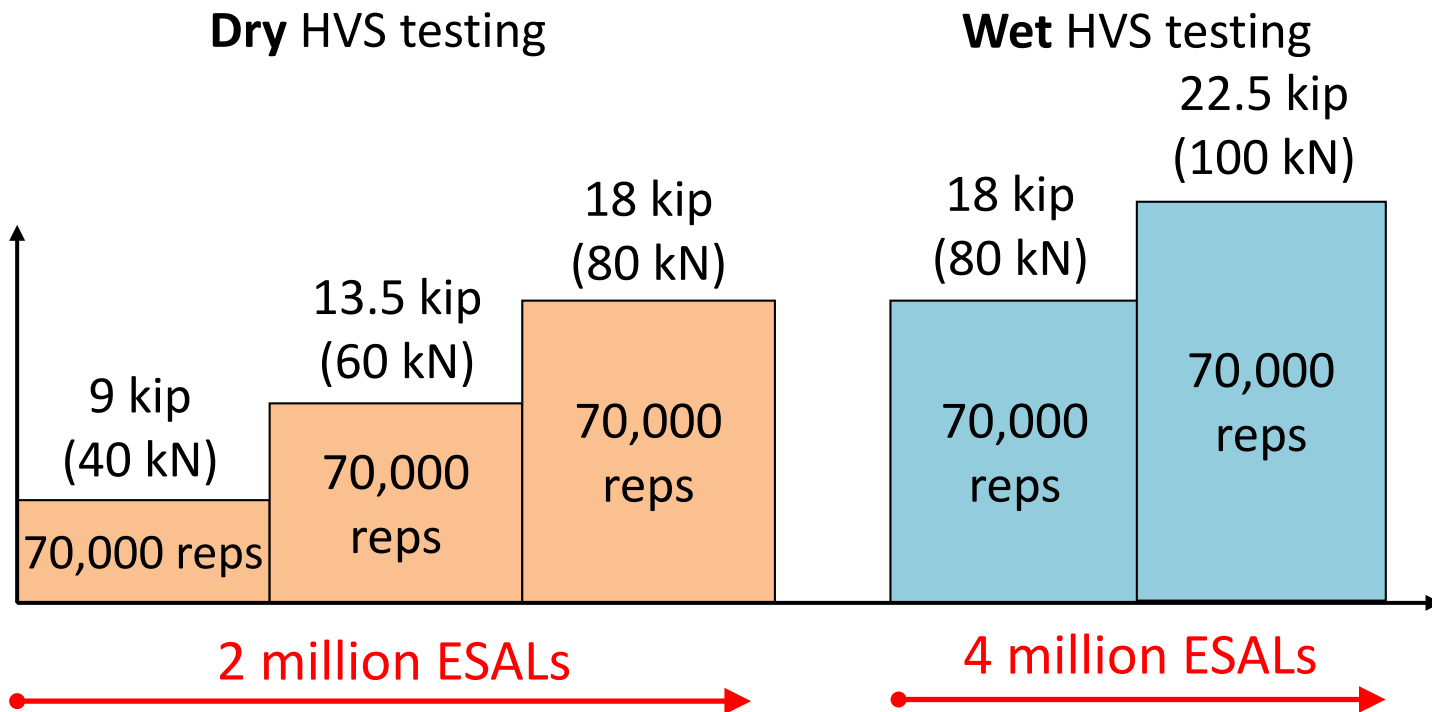 Dry HVS testing
9 kip
(40 kN)
70,000 reps
13.5 kip
(60 kN)
70,000
reps
18 kip
(80 kN)
70,000
reps
2 million ESALs
Wet HVS testing
18 kip
(80 kN)
70,000
reps
22.5 kip
(100 kN)
70,000
reps
4 million ESALs